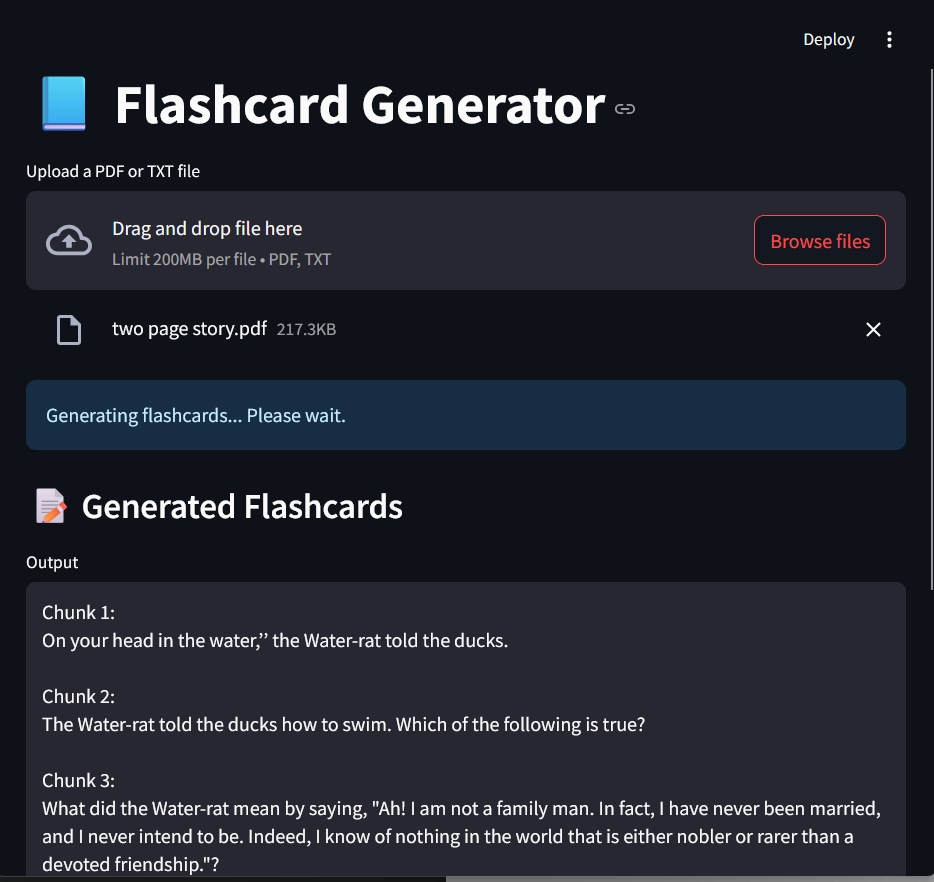 Deploy
Flashcard Generator
Upload a PDF or TXT file
Drag and drop file here
Limit 200MB per file • PDF, TXT
Browse files
two page story.pdf 217.3KB
Generating flashcards... Please wait.
Generated Flashcards
Output
Chunk 1:
On your head in the water,’’ the Water-rat told the ducks.
Chunk 2:
The Water-rat told the ducks how to swim. Which of the following is true?
Chunk 3:
What did the Water-rat mean by saying, "Ah! I am not a family man. In fact, I have never been married,
and I never intend to be. Indeed, I know of nothing in the world that is either nobler or rarer than a
devoted friendship."?